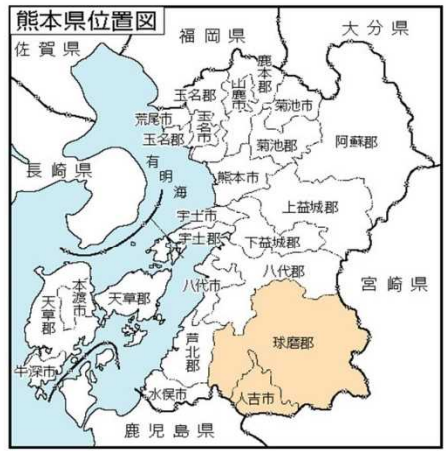 熊本県位置図
福岡県
大分県
佐賀県
鹿本郡
山鹿市
玉名郡
菊池市
荒尾市
玉名市
玉名郡
菊池郡
阿蘇郡
長崎県
有明海
熊本市
上益城郡
宇土市
宇土郡
下益城郡
八代郡
宮崎県
八代市
本渡市
天草郡
天草郡
球磨郡
芦北郡
牛深市
水俣市
人吉市
鹿児島県